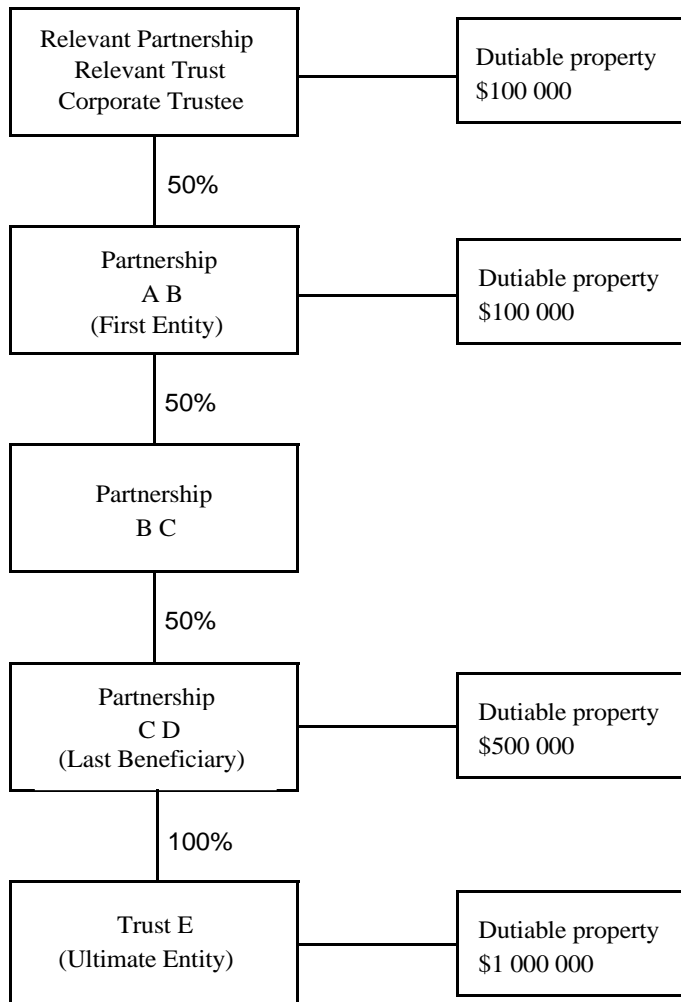 Relevant Partnership
Relevant Trust
Corporate Trustee
Dutiable property
$100 000
50%
Partnership
A B
(First Entity)
Dutiable property
$100 000
50%
Partnership
B C
50%
Partnership
C D
(Last Beneficiary)
Dutiable property
$500 000
100%
Trust E
(Ultimate Entity)
Dutiable property
$1 000 000